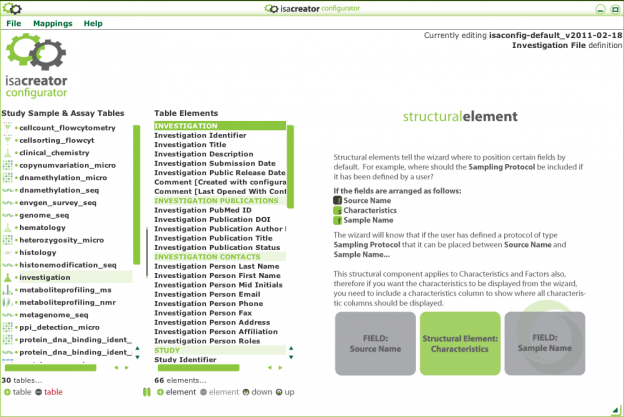 isacreator configurator
File Mappings Help
Currently editing isaconfig-default_v2011-02-18
Investigation File definition
isacreator
configurator
Study Sample & Assay Tables
cellcount_flowcytometry
cellsorting_flowcyt
clinical_chemistry
copynumvariation_micro
dnamethylation_micro
dnamethylation_seq
envgen_survey_seq
genome_seq
hematology
heterozygosity_micro
histology
histonemodification_seq
investigation
metaboliteprofiling_ms
metaboliteprofiling_nmr
metagenome_seq
ppi_detection_micro
protein_dna_binding_ident_
protein_dna_binding_ident_
30 tables...
table table
Table Elements
INVESTIGATION
Investigation Identifier
Investigation Title
Investigation Description
Investigation Submission Date
Investigation Public Release Date
Comment [Created with configura
Comment [Last Opened With Conf
INVESTIGATION PUBLICATIONS
Investigation PubMed ID
Investigation Publication DOI
Investigation Publication Author
Investigation Publication Title
Investigation Publication Status
INVESTIGATION CONTACTS
Investigation Person Last Name
Investigation Person First Name
Investigation Person Mid Initials
Investigation Person Email
Investigation Person Phone
Investigation Person Fax
Investigation Person Address
Investigation Person Affiliation
Investigation Person Roles
STUDY
Study Identifier
66 elements...
element element down up
structuralelement
Structural elements tell the wizard where to position certain fields by
default. For example, where should the Sampling Protocol be included if
it has been defined by a user?
If the fields are arranged as follows:
f Source Name
s Characteristics
f Sample Name
The wizard will know that if the user has defined a protocol of type
Sampling Protocol that it can be placed between Source Name and
Sample Name...
This structural component applies to Characteristics and Factors also,
therefore if you want the characteristics to be displayed from the wizard,
you need to include a characteristics column to show where all characteris-
tic columns should be displayed.
FIELD:
Source Name
Structural Element:
Characteristics
FIELD:
Sample Name